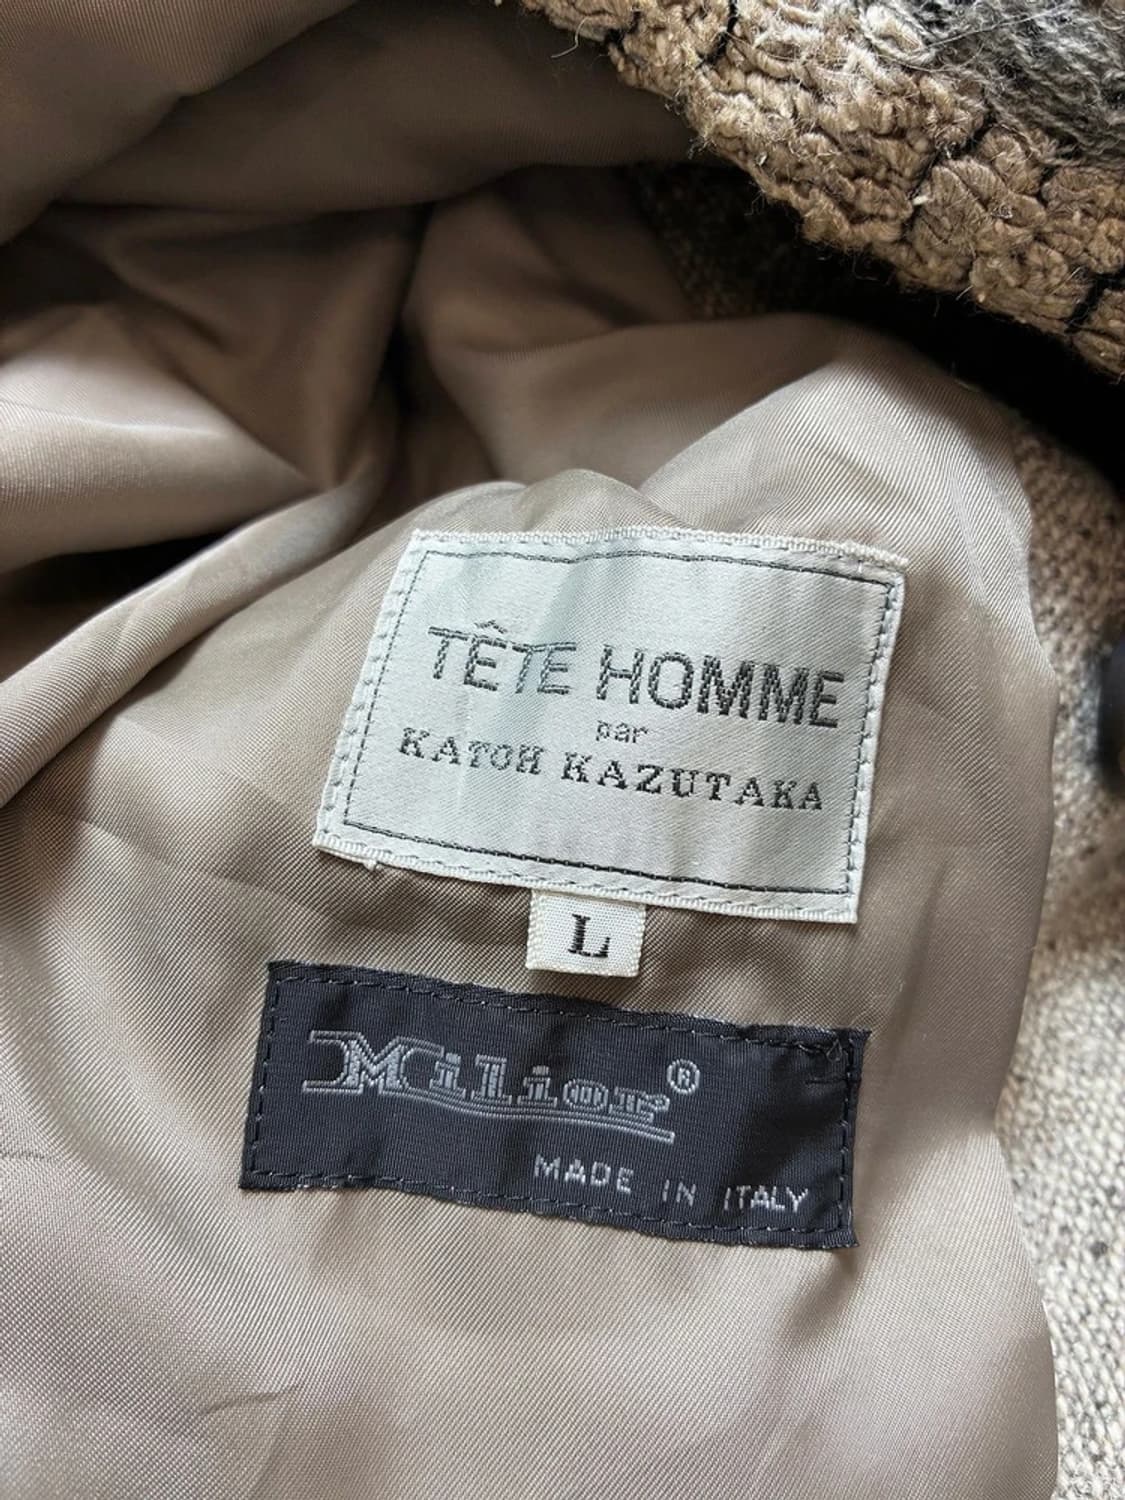 TÊTE HOMME
par
KATOH KAZUTAKA
L
Milior®
MADE IN ITALY